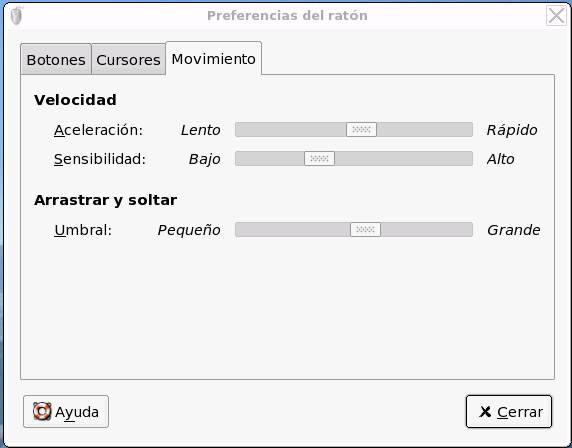 Preferencias del ratón
Botones Cursores Movimiento
Velocidad
Aceleración: Lento Rápido
Sensibilidad: Bajo Alto
Arrastrar y soltar
Umbral: Pequeño Grande
Ayuda Cerrar